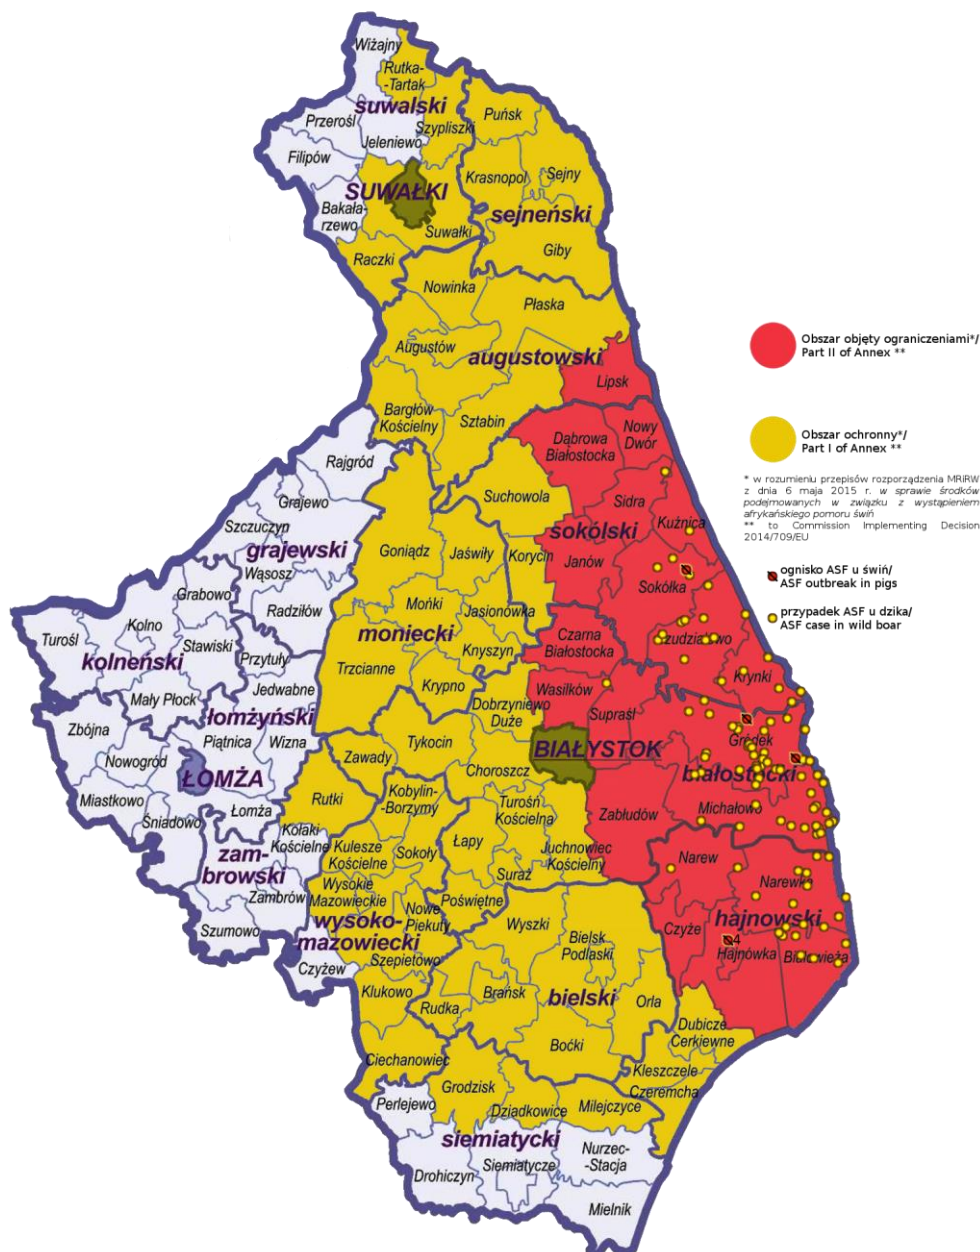 Wiżajny
Rutka-
-Tartak
suwalski
Przerośl
Szypliszki
Jeleniewo
Filipów
Puńsk
Krasnopol
Sejny
SUWAŁKI
Bakała-
rzewo
sejneński
Suwałki
Giby
Raczki
Nowinka
Płaska
Augustów
augustowski
Lipsk
Bargłów
Kościelny
Sztabin
Obszar objęty ograniczeniami*/
Part II of Annex **
Obszar ochronny*/
Part I of Annex **
* w rozumieniu przepisów rozporządzenia MRiRW
z dnia 6 maja 2015 r. w sprawie środków
podejmowanych w związku z wystąpieniem
afrykańskiego pomoru świń
** to Commission Implementing Decision
2014/709/EU
ognisko ASF u świń/
ASF outbreak in pigs
przypadek ASF u dzika/
ASF case in wild boar
Rajgród
Dąbrowa
Białostocka
Nowy
Dwór
Grajewo
Suchowola
Sidra
Szczuczyn
Kuźnica
grajewski
Goniądz
Jaświły
Korycin
sokólski
Janów
Wąsosz
Sokółka
Grabowo
Radziłów
Mońki
Jasionówka
Turośl
Kolno
Stawiski
moniecki
Knyszyn
Czarna
Białostocka
Szudziałowo
kolneński
Przytuły
Trzcianne
Krypno
Krynki
Mały Płock
Jedwabne
Wasilków
Dobrzyniewo
Duże
Supraśl
Zbójna
łomżyński
Piątnica
Wizna
Tykocin
Gródek
Nowogród
Zawady
BIAŁYSTOK
ŁOMŻA
Choroszcz
białostocki
Miastkowo
Rutki
Kobylin-
-Borzymy
Turośń
Kościelna
Michałowo
Śniadowo
Łomża
Zabłudów
Kołaki
Kościelne
Kulesze
Kościelne
Sokoły
Łapy
Juchnowiec
Kościelny
zam-
browski
Suraż
Narew
Zambrów
Wysokie
Mazowieckie
Narewka
Poświętne
Nowe
Piekuty
Szumowo
wysoko-
mazowiecki
Wyszki
hajnowski
Czyże
Bielsk
Podlaski
4
Hajnówka
Białowieża
Czyżew
Szepietowo
Klukowo
Rudka
Brańsk
bielski
Orla
Dubicze
Cerkiewne
Boćki
Ciechanowiec
Kleszczele
Grodzisk
Czeremcha
Perlejewo
Dziadkowice
Milejczyce
siemiatycki
Nurzec-
-Stacja
Drohiczyn
Siemiatycze
Mielnik